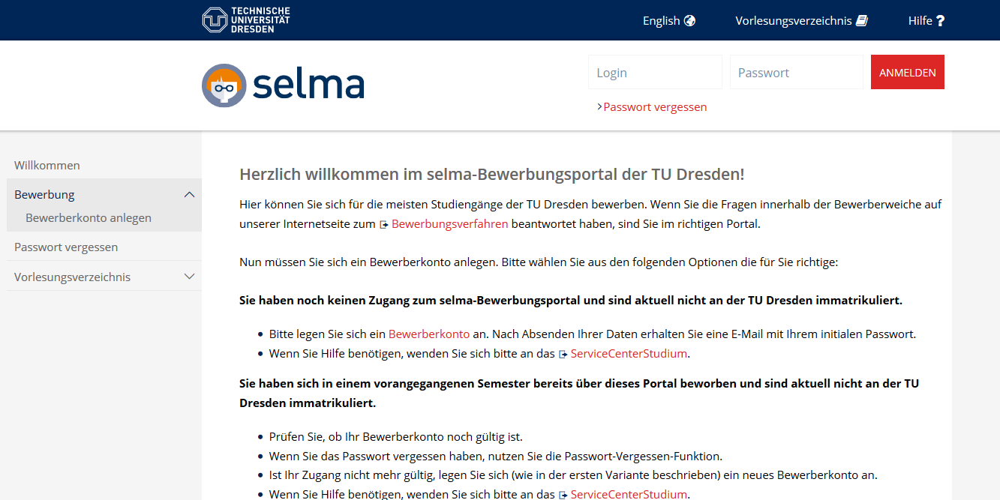 TECHNISCHE
UNIVERSITÄT
DRESDEN
English
Vorlesungsverzeichnis
Hilfe ?
selma
Login
Passwort
ANMELDEN
Passwort vergessen
Willkommen
Bewerbung
Bewerberkonto anlegen
Passwort vergessen
Vorlesungsverzeichnis
Herzlich willkommen im selma-Bewerbungsportal der TU Dresden!
Hier können Sie sich für die meisten Studiengänge der TU Dresden bewerben. Wenn Sie die Fragen innerhalb der Bewerberweiche auf
unserer Internetseite zum Bewerbungsverfahren beantwortet haben, sind Sie im richtigen Portal.
Nun müssen Sie sich ein Bewerberkonto anlegen. Bitte wählen Sie aus den folgenden Optionen die für Sie richtige:
Sie haben noch keinen Zugang zum selma-Bewerbungsportal und sind aktuell nicht an der TU Dresden immatrikuliert.
• Bitte legen Sie sich ein Bewerberkonto an. Nach Absenden Ihrer Daten erhalten Sie eine E-Mail mit Ihrem initialen Passwort.
• Wenn Sie Hilfe benötigen, wenden Sie sich bitte an das ServiceCenterStudium.
Sie haben sich in einem vorangegangenen Semester bereits über dieses Portal beworben und sind aktuell nicht an der TU
Dresden immatrikuliert.
• Prüfen Sie, ob Ihr Bewerberkonto noch gültig ist.
• Wenn Sie das Passwort vergessen haben, nutzen Sie die Passwort-Vergessen-Funktion.
• Ist Ihr Zugang nicht mehr gültig, legen Sie sich (wie in der ersten Variante beschrieben) ein neues Bewerberkonto an.
• Wenn Sie Hilfe benötigen, wenden Sie sich bitte an das ServiceCenterStudium.